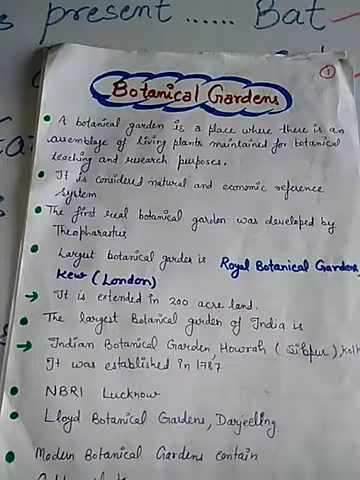 s present ...... Bat
①
Botanical Gardens
A botanical garden is a place where there is an
assemblage of living plants maintained for botanical
teaching and research purposes.
It is considered natural and economic reference
system.
The first real botanical garden was developed by
Theopharastus
Largest botanical garden is Royal Botanical Gardens,
Kew (London)
→ It is extended in 200 acre land.
The largest Botanical garden of India is
→ Indian Botanical Garden, Howrah (Sibpur), Kolk
It was established in 1787
NBRI Lucknow
Lloyd Botanical Gardens, Darjeeling
Modern Botanical Gardens contain